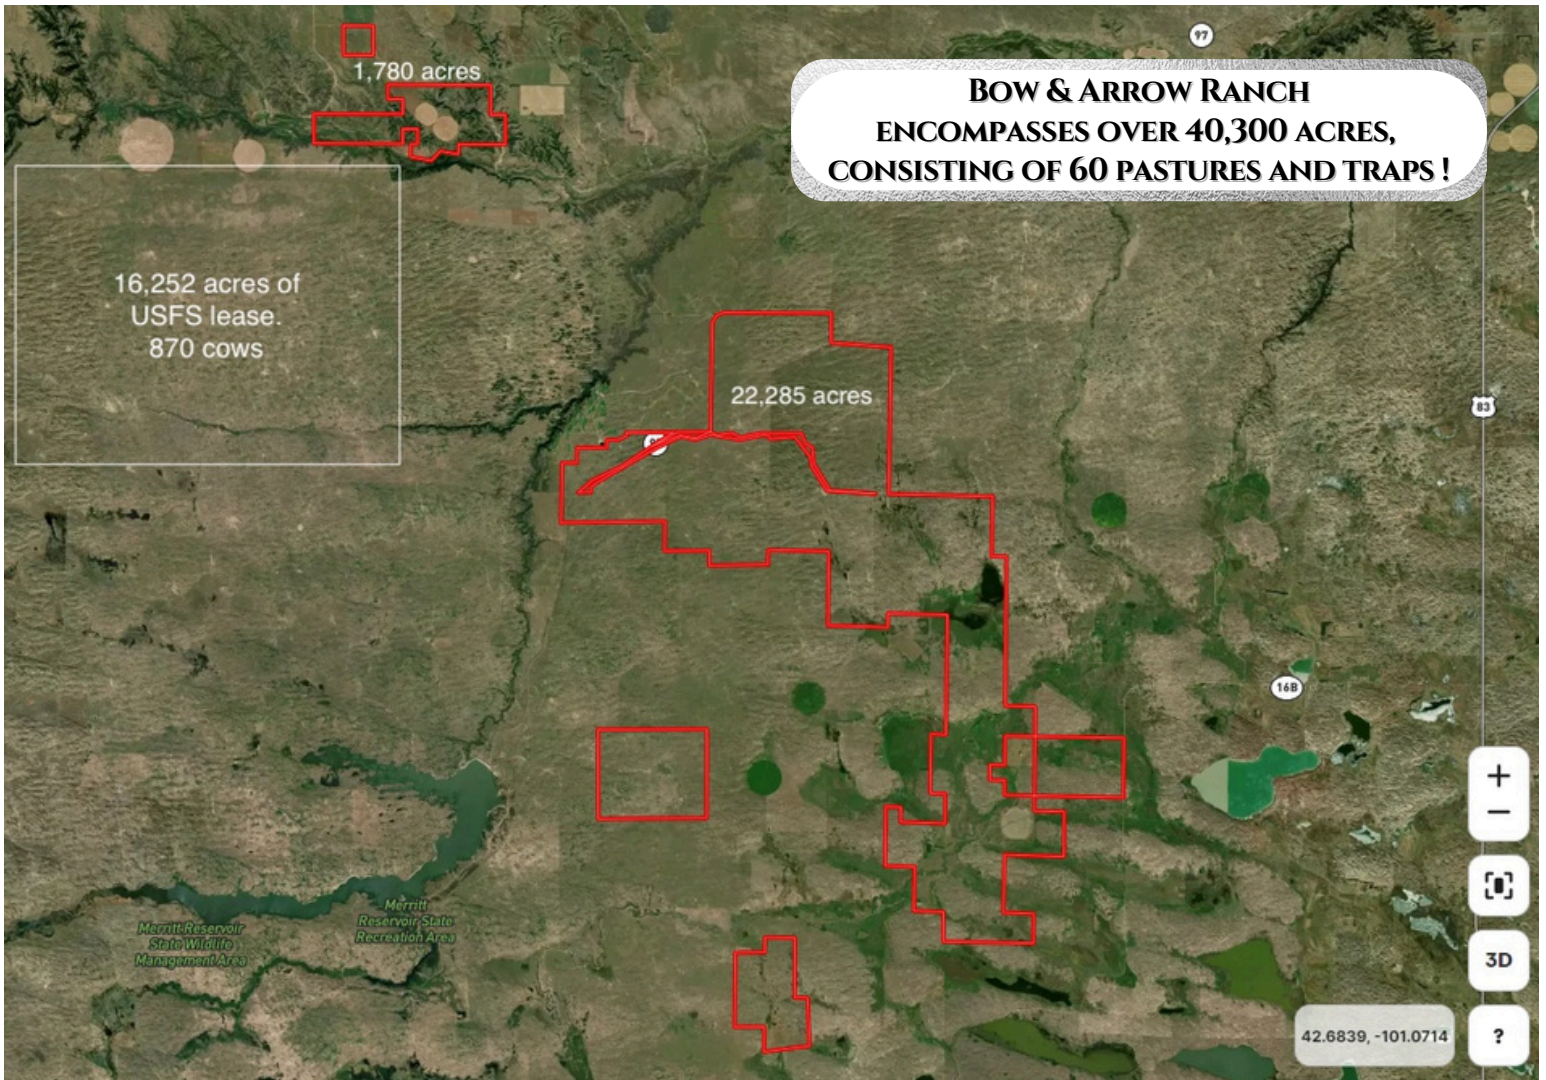 97
1,780 acres
BOW & ARROW RANCH
ENCOMPASSES OVER 40,300 ACRES,
CONSISTING OF 60 PASTURES AND TRAPS !
16,252 acres of
USFS lease.
870 cows
22,285 acres
83
16B
Merritt
Reservoir State
Recreation Area
Merritt Reservoir
State Wildlife
Management Area
+
−
3D
42.6839, -101.0714
?